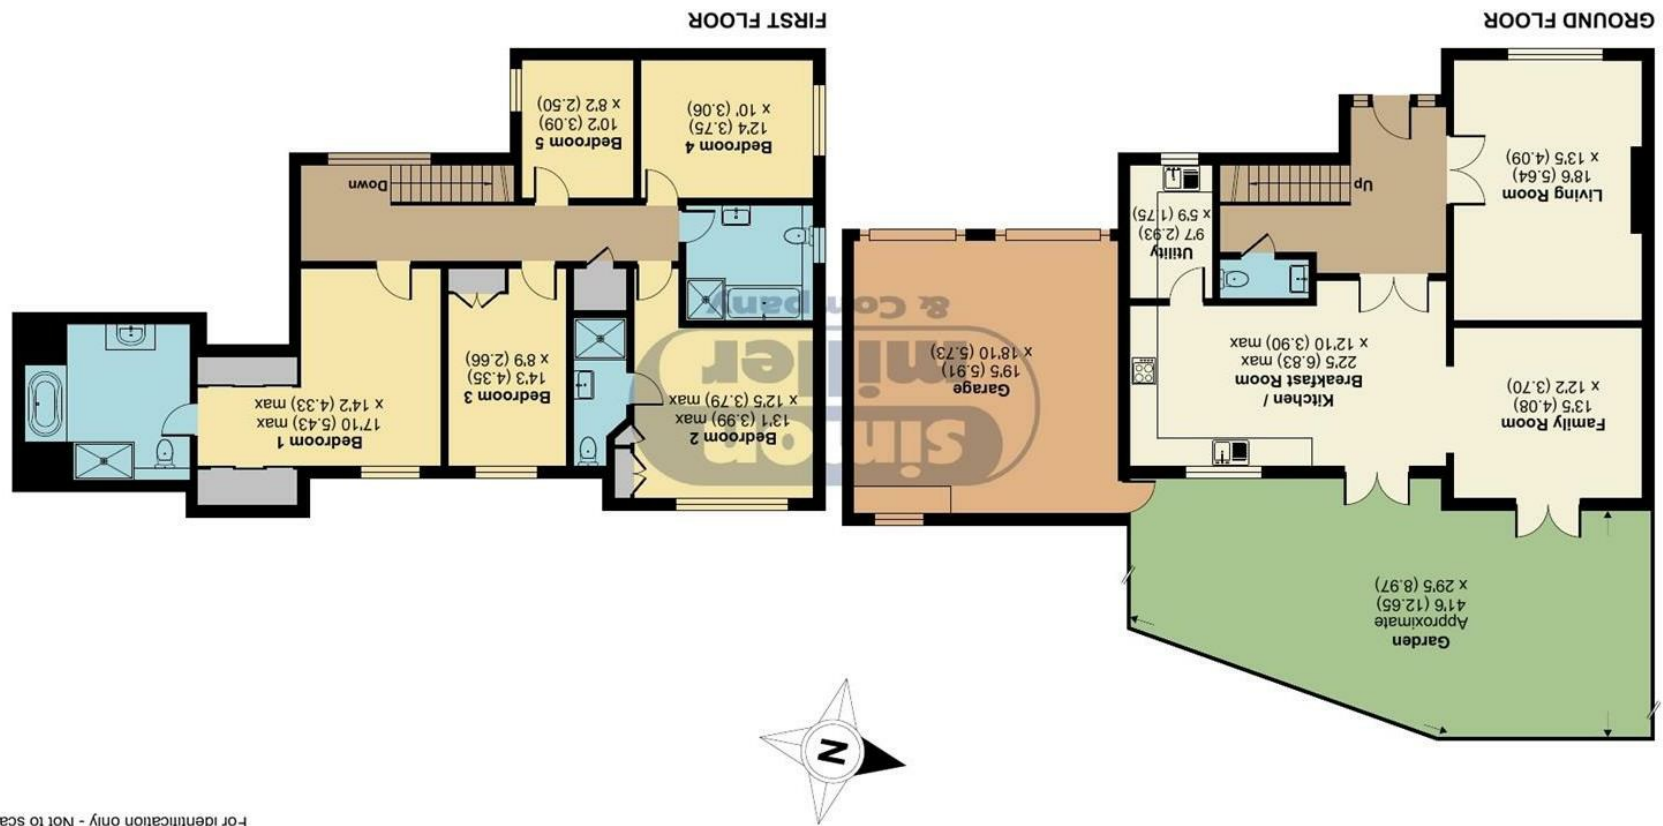 For identification only - Not to sca
N
Garden
Approximate
41'6 (12.65)
x 29'5 (8.97)
Family Room
13'5 (4.08)
x 12'2 (3.70)
Kitchen /
Breakfast Room
22'5 (6.83) max
x 12'10 (3.90) max
Living Room
18'6 (5.64)
x 13'5 (4.09)
Up
Utility
9'7 (2.93)
x 5'9 (1.75)
Garage
19'5 (5.91)
x 18'10 (5.73)
GROUND FLOOR
Bedroom 2
13'1 (3.99) max
x 12'5 (3.79) max
Bedroom 3
14'3 (4.35)
x 8'9 (2.66)
Bedroom 1
17'10 (5.43) max
x 14'2 (4.33) max
Bedroom 4
12'4 (3.75)
x 10' (3.06)
Bedroom 5
10'2 (3.09)
x 8'2 (2.50)
Down
FIRST FLOOR
simon
miller
& Company